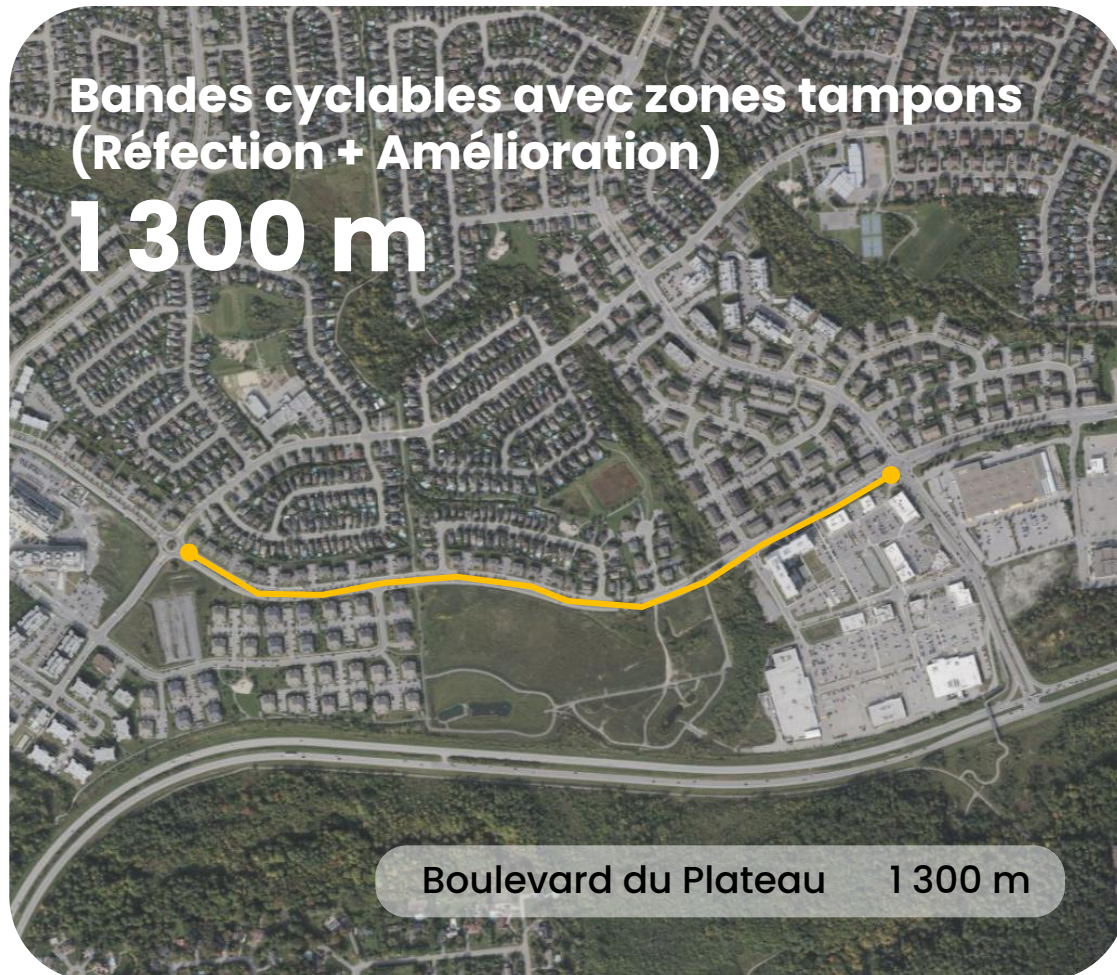 Bandes cyclables avec zones tampons
(Réfection + Amélioration)
1 300 m
Boulevard du Plateau 1 300 m